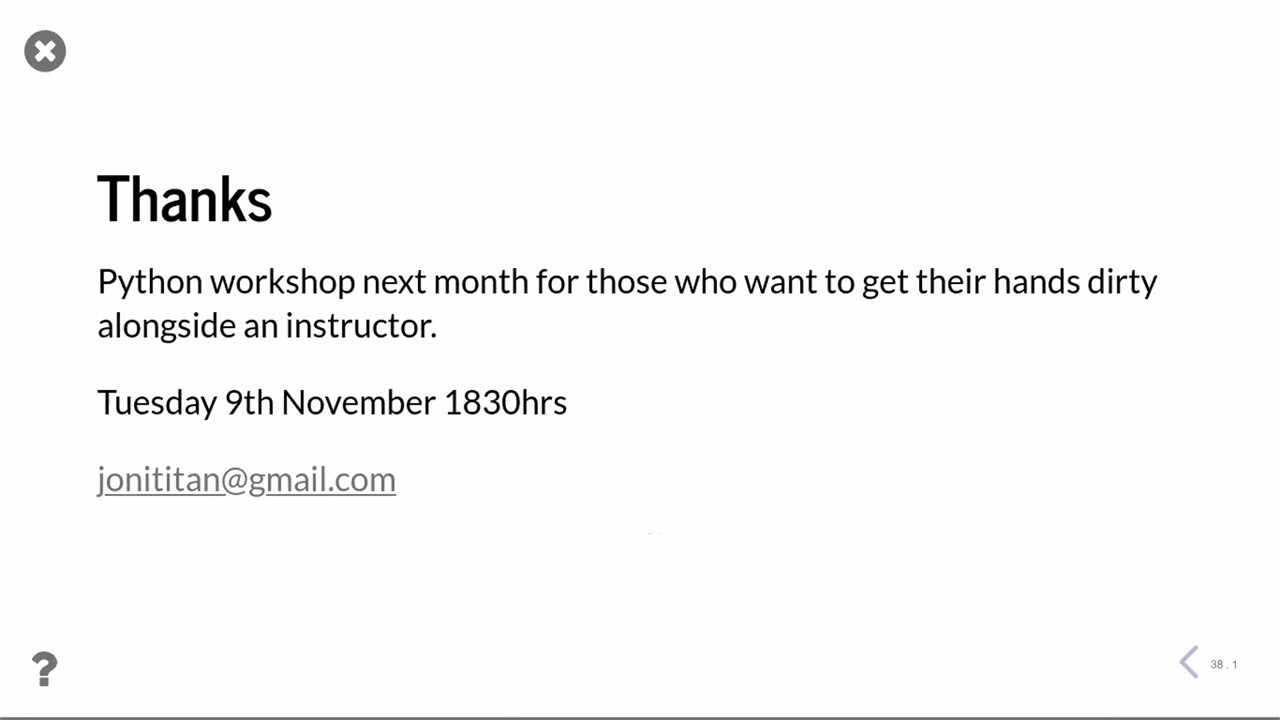 Thanks
Python workshop next month for those who want to get their hands dirty
alongside an instructor.
Tuesday 9th November 1830hrs
jonititan@gmail.com
?
38 . 1